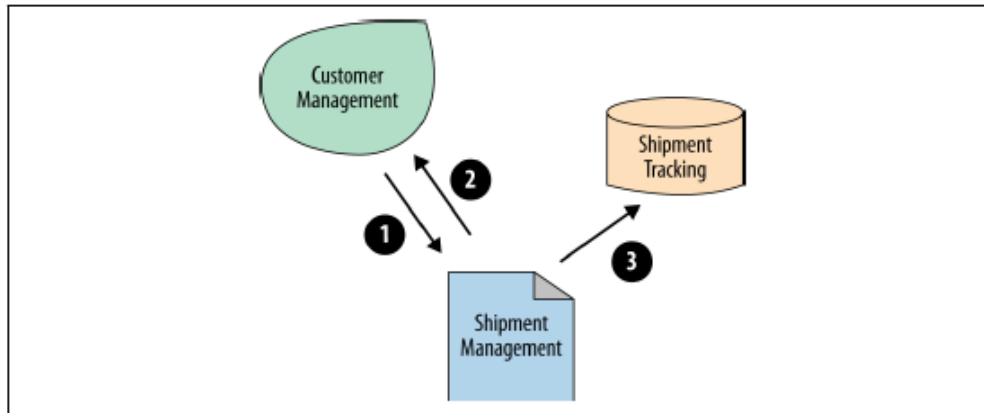 Customer
Management
Shipment
Tracking
2
1
3
Shipment
Management